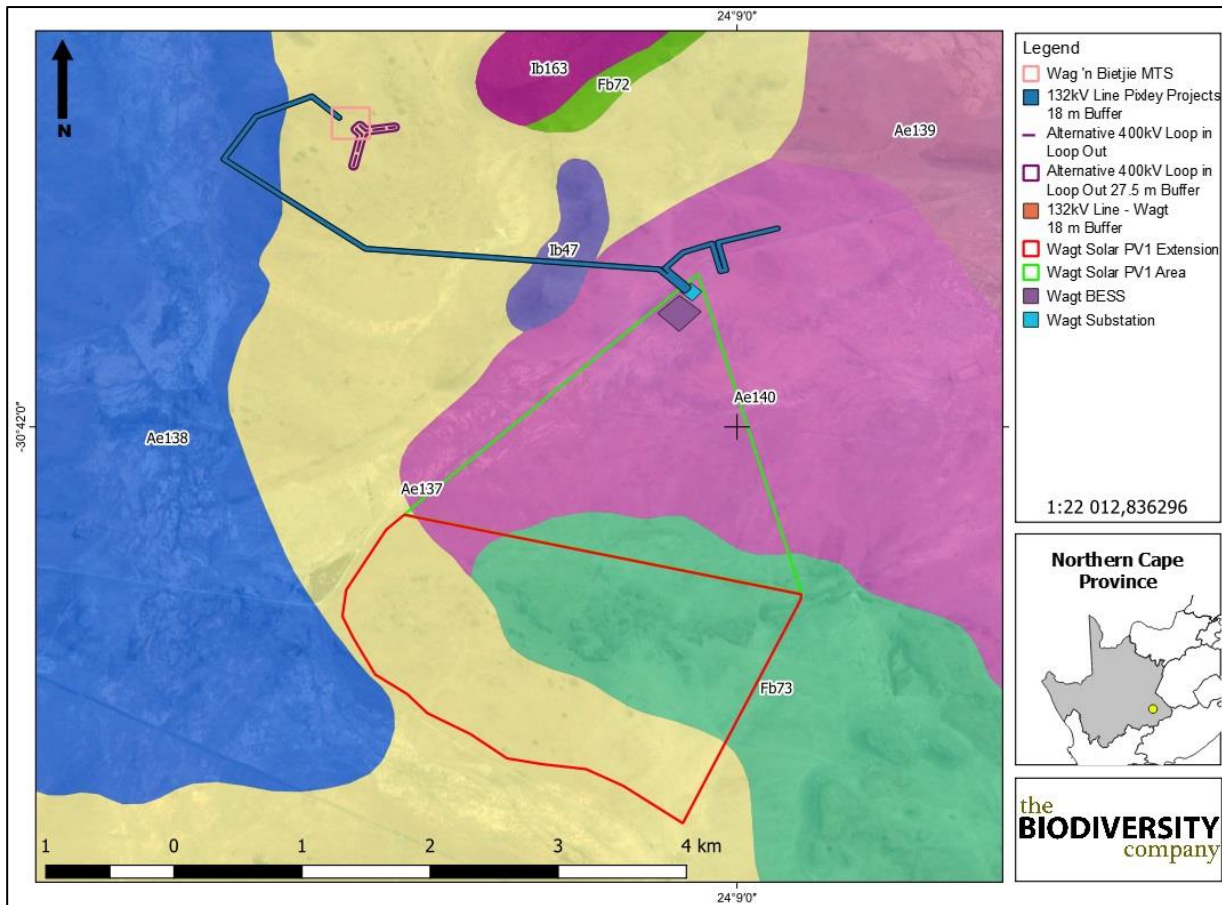 24°9'0"
Legend
Wag 'n Bietjie MTS
132kV Line Pixley Projects
18 m Buffer
Alternative 400kV Loop in
Loop Out
Alternative 400kV Loop in
Loop Out 27.5 m Buffer
132kV Line - Wagt
18 m Buffer
Wagt Solar PV1 Extension
Wagt Solar PV1 Area
Wagt BESS
Wagt Substation
N
Ib163
Fb72
Ae139
Ib47
Ae140
-30°42'0"
Ae138
Ae137
Fb73
1:22 012,836296
Northern Cape
Province
1 0 1 2 3 4 km
the
BIODIVERSITY
company
24°9'0"